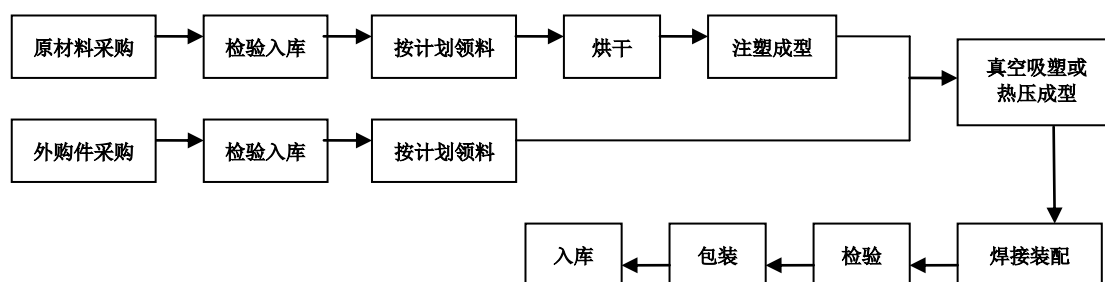 原材料采购
检验入库
按计划领料
烘干
注塑成型
真空吸塑或
热压成型
外购件采购
检验入库
按计划领料
入库
包装
检验
焊接装配